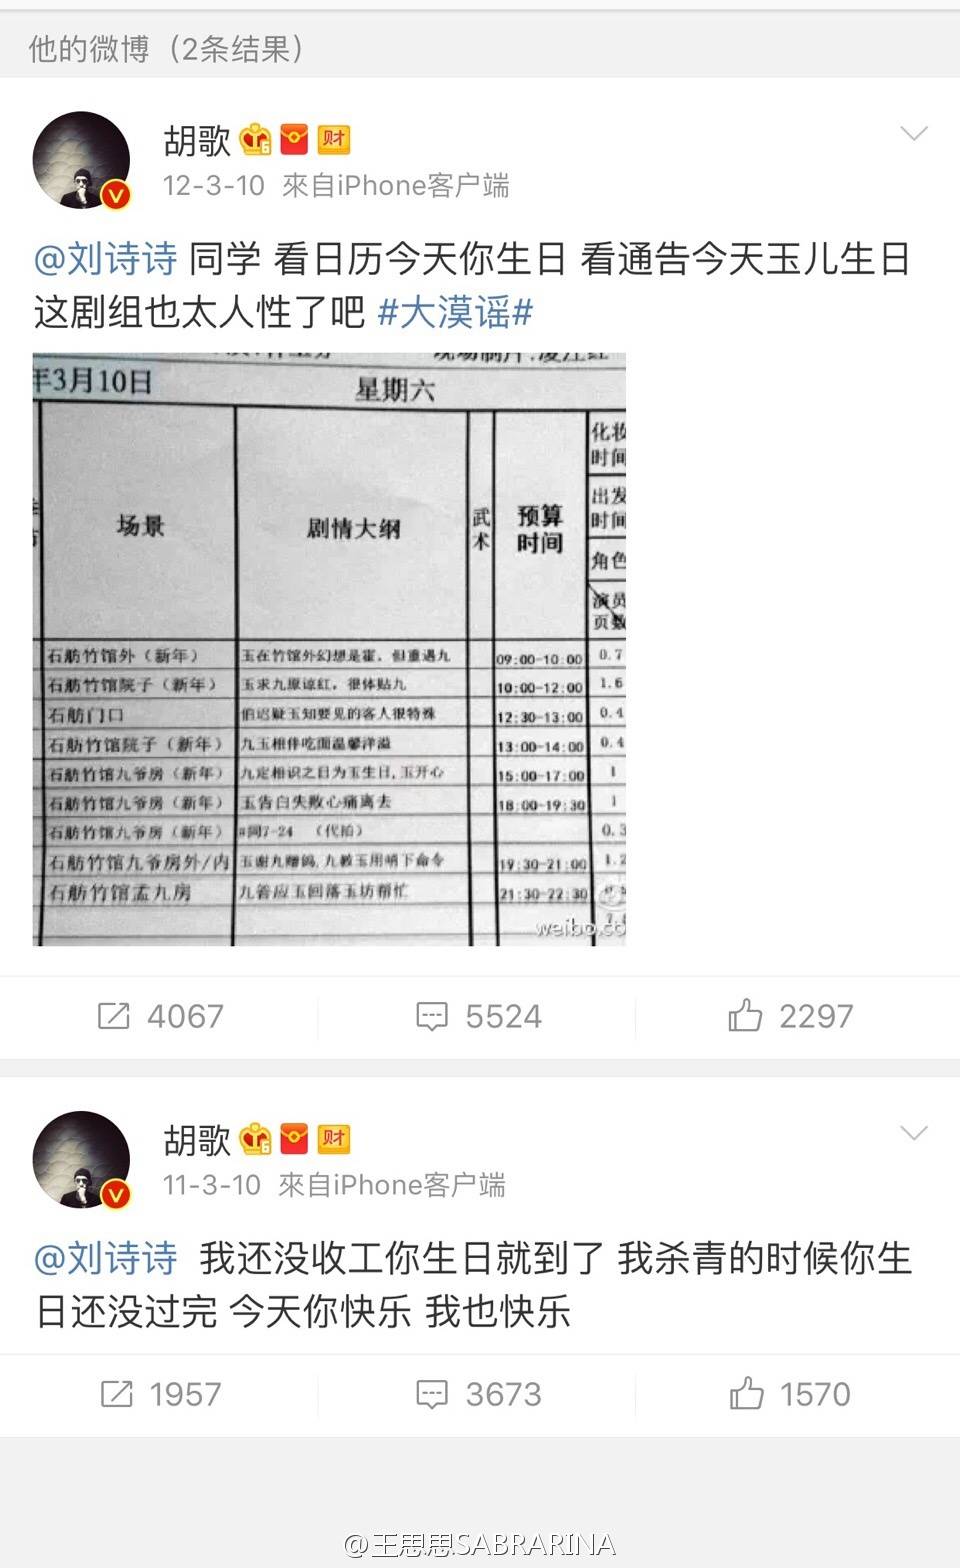 他的微博（2条结果）
胡歌
财
12-3-10 來自iPhone客户端
@刘诗诗 同学 看日历今天你生日 看通告今天玉儿生日
这剧组也太人性了吧 #大漠谣#
年3月10日 星期六
场景 剧情大纲 武术 预算时间
化妆
时间
出发
时间
角色
演员
页数
石舫竹馆外（新年） 玉在竹馆外幻想是霍，但重遇九 09:00-10:00 0.7
石舫竹馆院子（新年） 玉求九原谅红，很体贴九 10:00-12:00 1.6
石舫门口 伯迟疑玉知要见的客人很特殊 12:30-13:00 0.4
石舫竹馆院子（新年） 九玉相伴吃面温馨洋溢 13:00-14:00 0.4
石舫竹馆九爷房（新年） 九定相识之日为玉生日,玉开心 15:00-17:00 1
石舫竹馆九爷房（新年） 玉告白失败心痛离去 18:00-19:30 1
石舫竹馆九爷房（新年） #同7-24 （代拍） 0.3
石舫竹馆九爷房外/内 玉谢九赠鸽,九教玉用哨下命令 19:30-21:00 1.2
石舫竹馆孟九房 九答应玉回落玉坊帮忙 21:30-22:30
weibo.co
4067 5524 2297
胡歌
财
11-3-10 來自iPhone客户端
@刘诗诗 我还没收工你生日就到了 我杀青的时候你生
日还没过完 今天你快乐 我也快乐
1957 3673 1570
@王思思SABRARINA